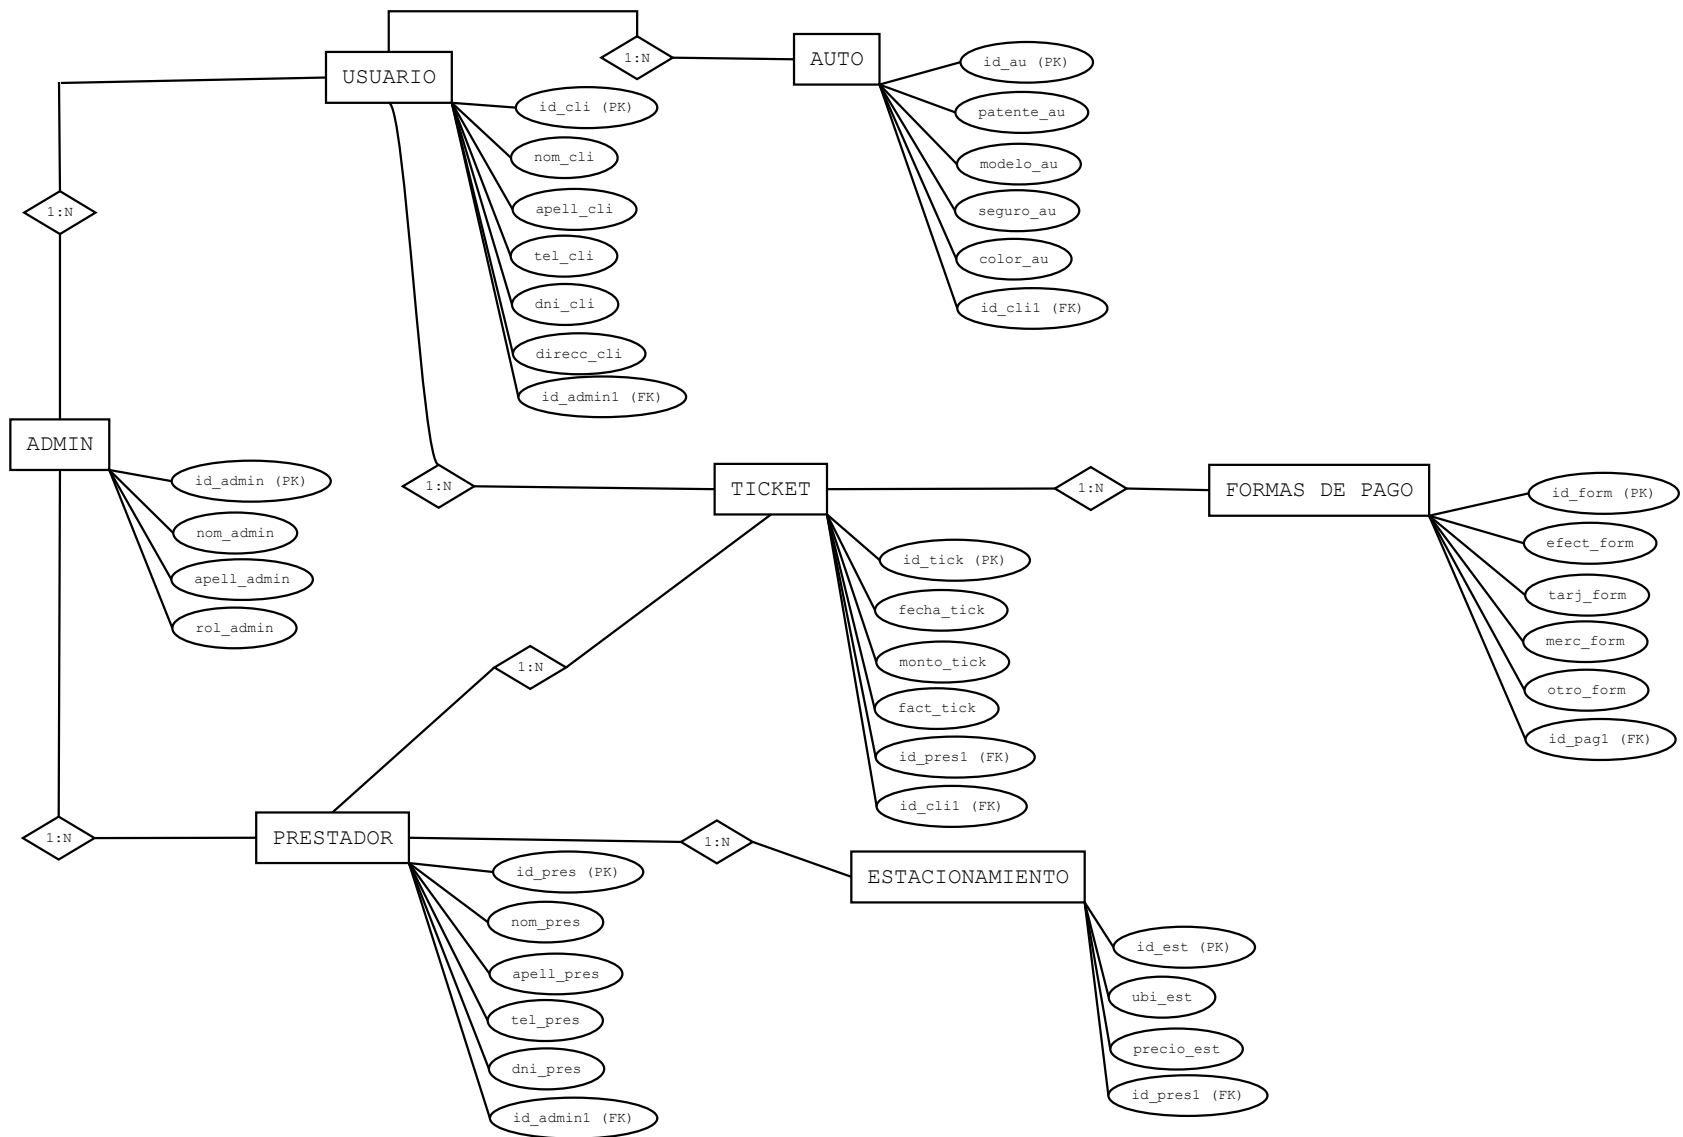 1:N
USUARIO
id_cli (PK)
nom_cli
apell_cli
tel_cli
dni_cli
direcc_cli
id_admin1 (FK)
1:N
AUTO
id_au (PK)
patente_au
modelo_au
seguro_au
color_au
id_cli1 (FK)
ADMIN
id_admin (PK)
nom_admin
apell_admin
rol_admin
1:N
TICKET
id_tick (PK)
fecha_tick
monto_tick
fact_tick
id_pres1 (FK)
id_cli1 (FK)
1:N
FORMAS DE PAGO
id_form (PK)
efect_form
tarj_form
merc_form
otro_form
id_pag1 (FK)
1:N
1:N
PRESTADOR
id_pres (PK)
nom_pres
apell_pres
tel_pres
dni_pres
id_admin1 (FK)
1:N
ESTACIONAMIENTO
id_est (PK)
ubi_est
precio_est
id_pres1 (FK)